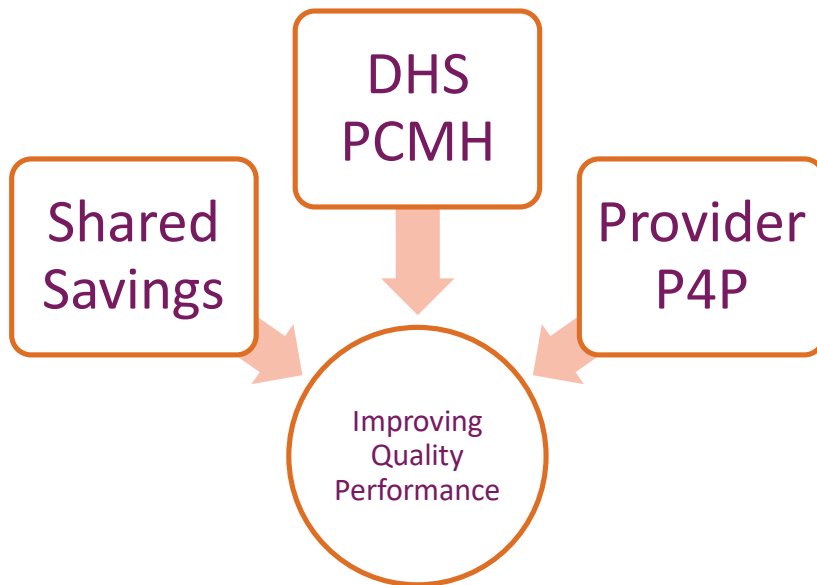 DHS
PCMH
Shared
Savings
Provider
P4P
Improving
Quality
Performance